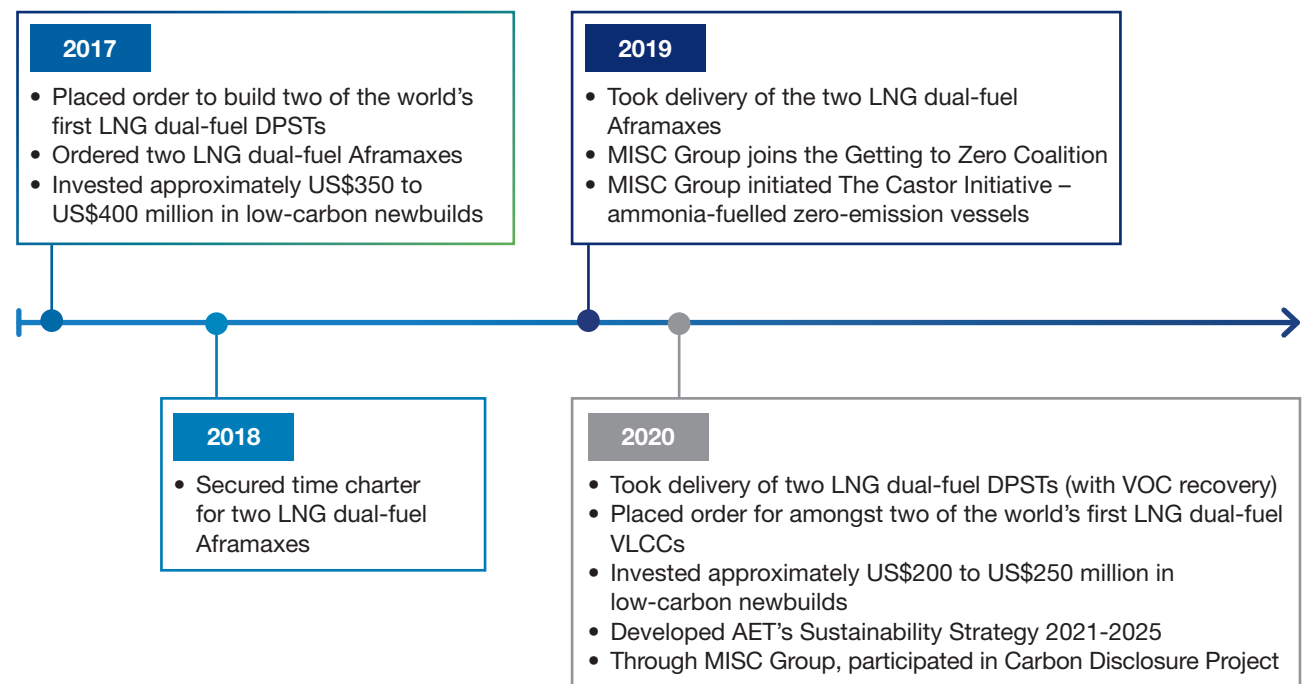 2017
• Placed order to build two of the world's
first LNG dual-fuel DPSTs
• Ordered two LNG dual-fuel Aframaxes
• Invested approximately US$350 to
US$400 million in low-carbon newbuilds
2018
• Secured time charter
for two LNG dual-fuel
Aframaxes
2019
• Took delivery of the two LNG dual-fuel
Aframaxes
• MISC Group joins the Getting to Zero Coalition
• MISC Group initiated The Castor Initiative –
ammonia-fuelled zero-emission vessels
2020
• Took delivery of two LNG dual-fuel DPSTs (with VOC recovery)
• Placed order for amongst two of the world's first LNG dual-fuel
VLCCs
• Invested approximately US$200 to US$250 million in
low-carbon newbuilds
• Developed AET's Sustainability Strategy 2021-2025
• Through MISC Group, participated in Carbon Disclosure Project